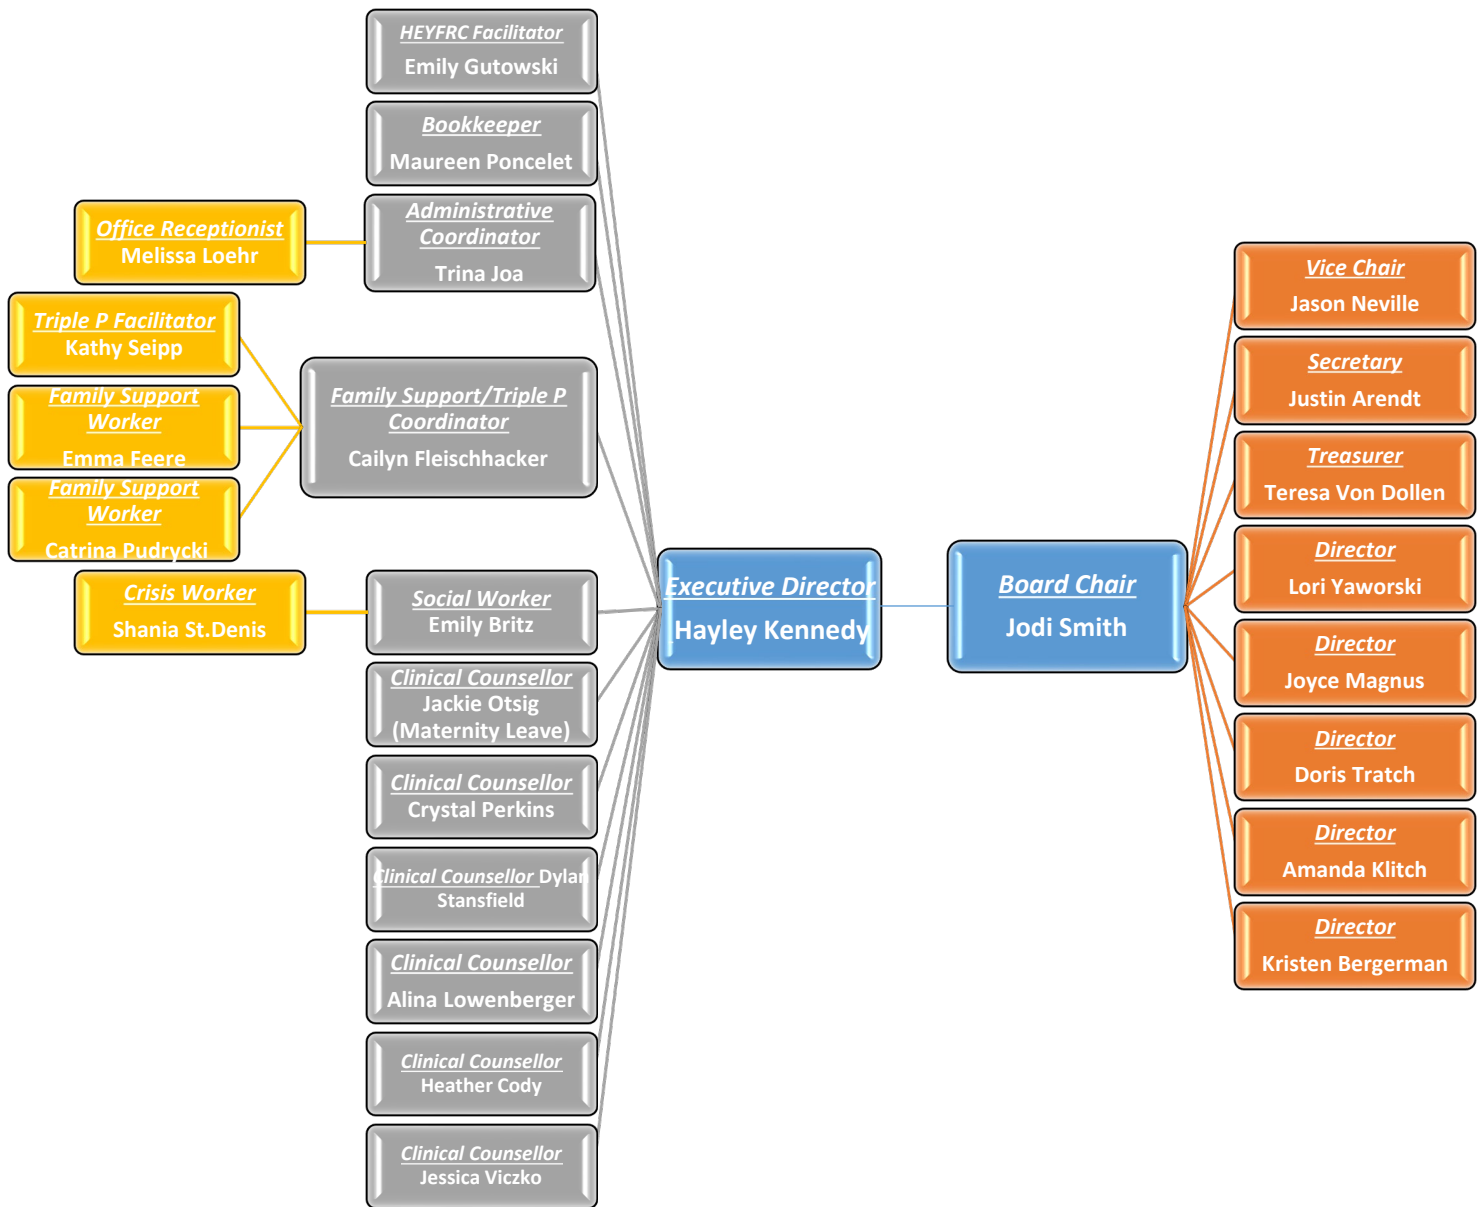 HEYFRC Facilitator
Emily Gutowski
Bookkeeper
Maureen Poncelet
Administrative
Coordinator
Trina Joa
Office Receptionist
Melissa Loehr
Triple P Facilitator
Kathy Seipp
Family Support
Worker
Emma Feere
Family Support
Worker
Catrina Pudrycki
Family Support/Triple P
Coordinator
Cailyn Fleischhacker
Crisis Worker
Shania St.Denis
Social Worker
Emily Britz
Clinical Counsellor
Jackie Otsig
(Maternity Leave)
Clinical Counsellor
Crystal Perkins
Clinical Counsellor Dylan
Stansfield
Clinical Counsellor
Alina Lowenberger
Clinical Counsellor
Heather Cody
Clinical Counsellor
Jessica Viczko
Executive Director
Hayley Kennedy
Board Chair
Jodi Smith
Vice Chair
Jason Neville
Secretary
Justin Arendt
Treasurer
Teresa Von Dollen
Director
Lori Yaworski
Director
Joyce Magnus
Director
Doris Tratch
Director
Amanda Klitch
Director
Kristen Bergerman